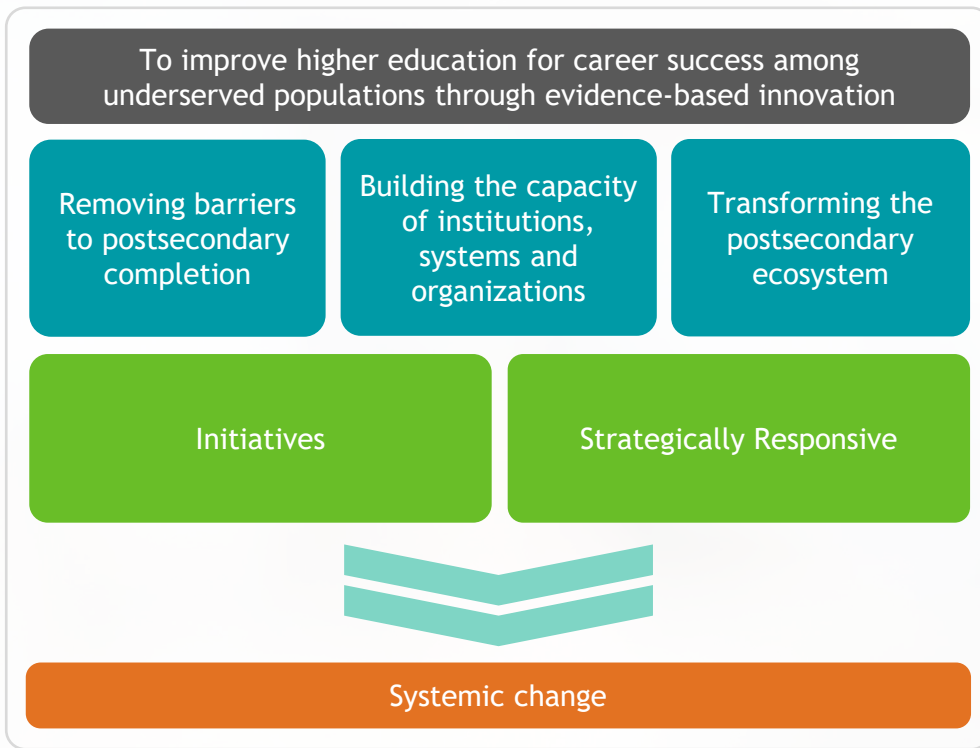 To improve higher education for career success among
underserved populations through evidence-based innovation
Removing barriers
to postsecondary
completion
Building the capacity
of institutions,
systems and
organizations
Transforming the
postsecondary
ecosystem
Initiatives
Strategically Responsive
Systemic change